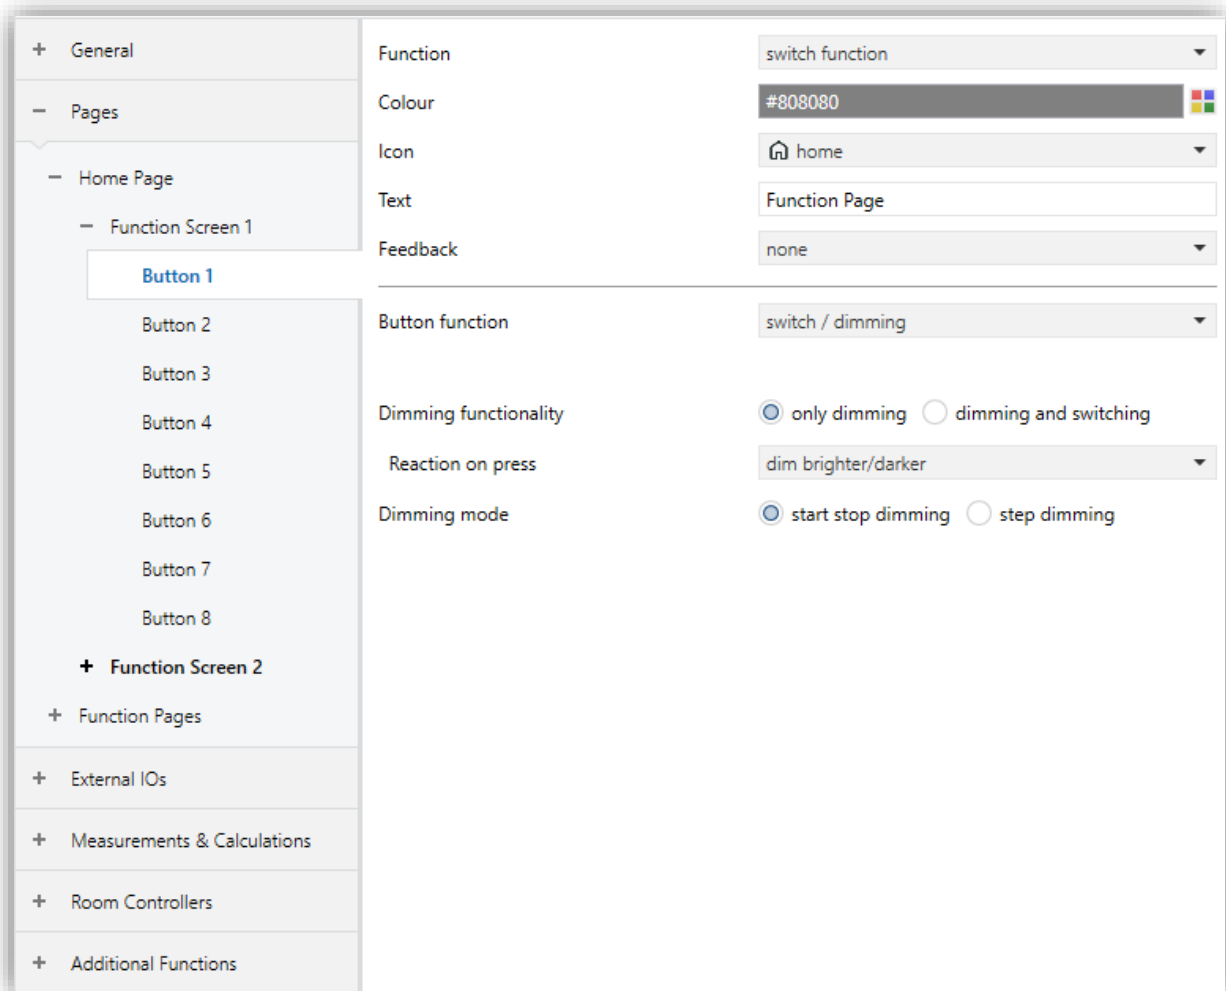 General
Pages
Home Page
Function Screen 1
Button 1
Button 2
Button 3
Button 4
Button 5
Button 6
Button 7
Button 8
Function Screen 2
Function Pages
External IOs
Measurements & Calculations
Room Controllers
Additional Functions
Function switch function
Colour #808080
Icon home
Text Function Page
Feedback none
Button function switch / dimming
Dimming functionality only dimming dimming and switching
Reaction on press dim brighter/darker
Dimming mode start stop dimming step dimming